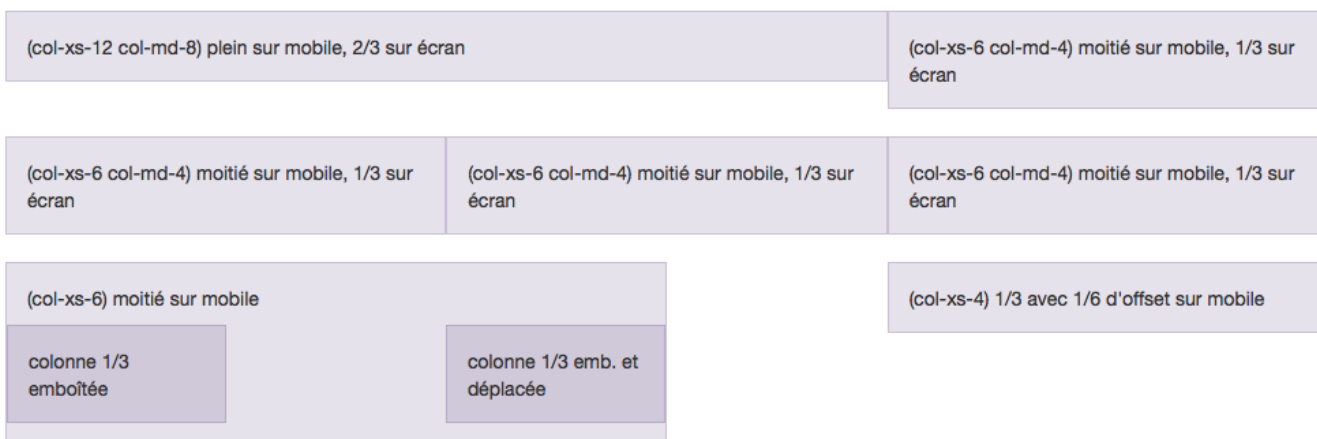 (col-xs-12 col-md-8) plein sur mobile, 2/3 sur écran
(col-xs-6 col-md-4) moitié sur mobile, 1/3 sur
écran
(col-xs-6 col-md-4) moitié sur mobile, 1/3 sur
écran
(col-xs-6 col-md-4) moitié sur mobile, 1/3 sur
écran
(col-xs-6 col-md-4) moitié sur mobile, 1/3 sur
écran
(col-xs-6) moitié sur mobile
colonne 1/3
emboîtée
colonne 1/3 emb. et
déplacée
(col-xs-4) 1/3 avec 1/6 d'offset sur mobile